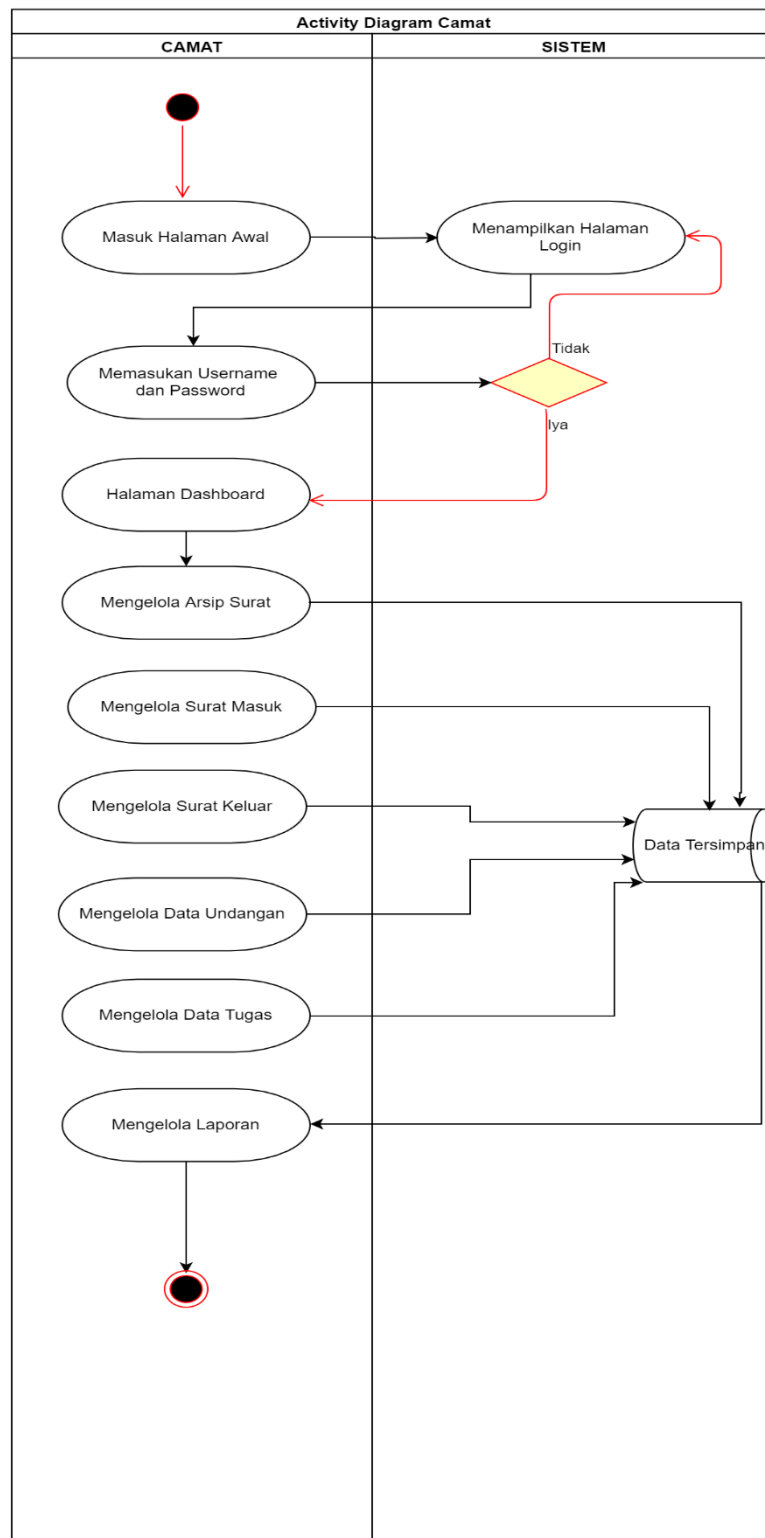 Activity Diagram Camat
CAMAT
SISTEM
Masuk Halaman Awal
Menampilkan Halaman
Login
Tidak
Memasukan Username
dan Password
Iya
Halaman Dashboard
Mengelola Arsip Surat
Mengelola Surat Masuk
Mengelola Surat Keluar
Data Tersimpan
Mengelola Data Undangan
Mengelola Data Tugas
Mengelola Laporan